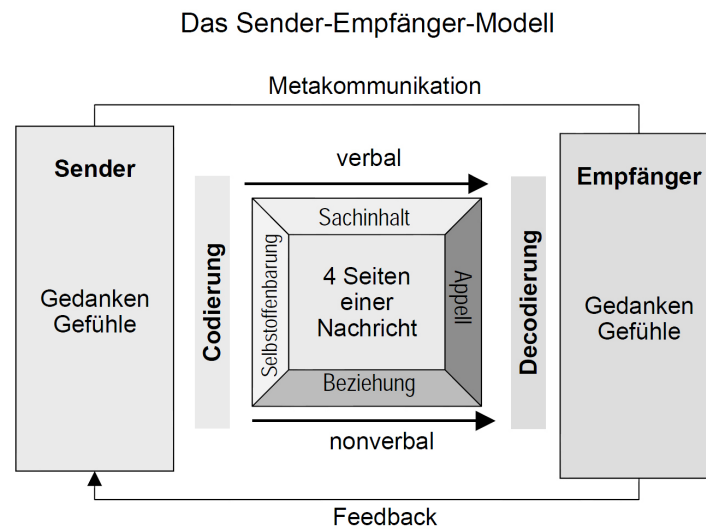 Das Sender-Empfänger-Modell
Metakommunikation
Sender
Gedanken
Gefühle
Codierung
verbal
Sachinhalt
Selbstoffenbarung
4 Seiten
einer
Nachricht
Appell
Beziehung
nonverbal
Decodierung
Empfänger
Gedanken
Gefühle
Feedback